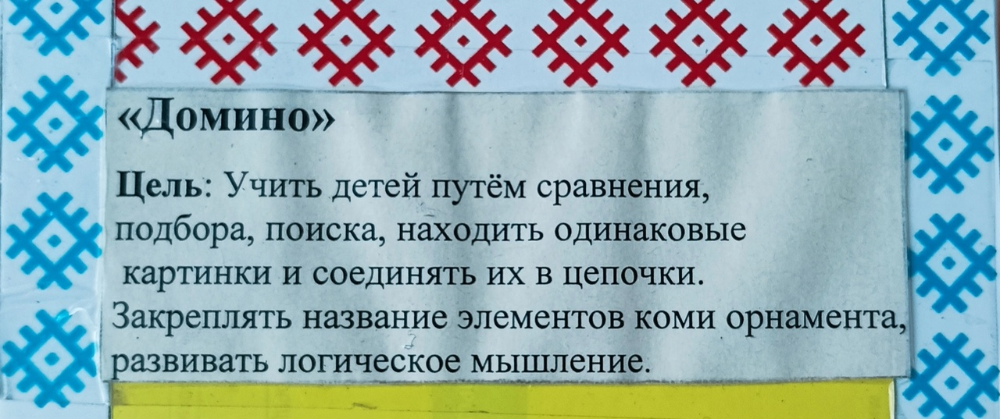 «Домино»
Цель: Учить детей путём сравнения,
подбора, поиска, находить одинаковые
картинки и соединять их в цепочки.
Закреплять название элементов коми орнамента,
развивать логическое мышление.